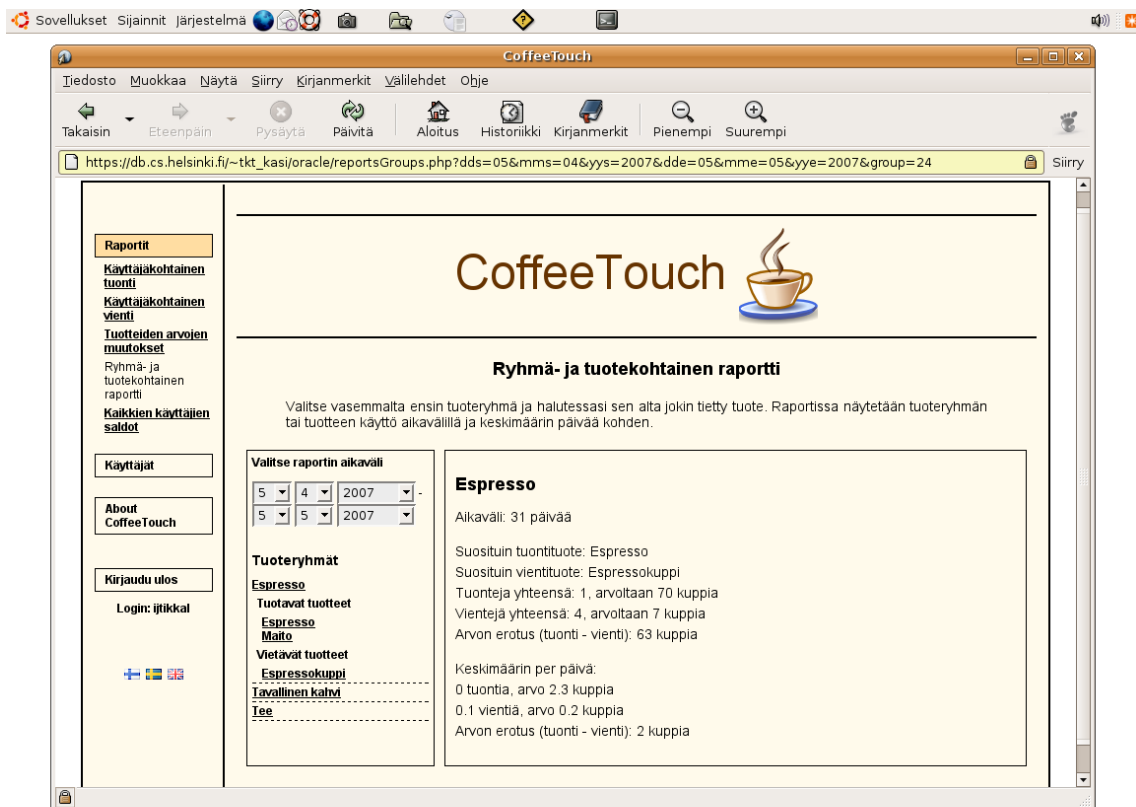 Sovellukset Sijainnit Järjestelmä
CoffeeTouch
Tiedosto Muokkaa Näytä Siirry Kirjanmerkit Välilehdet Ohje
Takaisin Eteenpäin Pysäytä Päivitä Aloitus Historiikki Kirjanmerkit Pienempi Suurempi
https://db.cs.helsinki.fi/~tkt_kasi/oracle/reportsGroups.php?dds=05&mms=04&yys=2007&dde=05&mme=05&yye=2007&group=24 Siirry
Raportit
Käyttäjäkohtainen
tuonti
Käyttäjäkohtainen
vienti
Tuotteiden arvojen
muutokset
Ryhmä- ja
tuotekohtainen
raportti
Kaikkien käyttäjien
saldot
Käyttäjät
About
CoffeeTouch
Kirjaudu ulos
Login: ijtikkal
CoffeeTouch
Ryhmä- ja tuotekohtainen raportti
Valitse vasemmalta ensin tuoteryhmä ja halutessasi sen alta jokin tietty tuote. Raportissa näytetään tuoteryhmän
tai tuotteen käyttö aikavälillä ja keskimäärin päivää kohden.
Valitse raportin aikaväli
5 4 2007 -
5 5 2007
Tuoteryhmät
Espresso
Tuotavat tuotteet
Espresso
Maito
Vietävät tuotteet
Espressokuppi
Tavallinen kahvi
Tee
Espresso
Aikaväli: 31 päivää
Suosituin tuontituote: Espresso
Suosituin vientituote: Espressokuppi
Tuonteja yhteensä: 1, arvoltaan 70 kuppia
Vientejä yhteensä: 4, arvoltaan 7 kuppia
Arvon erotus (tuonti - vienti): 63 kuppia
Keskimäärin per päivä:
0 tuontia, arvo 2.3 kuppia
0.1 vientiä, arvo 0.2 kuppia
Arvon erotus (tuonti - vienti): 2 kuppia